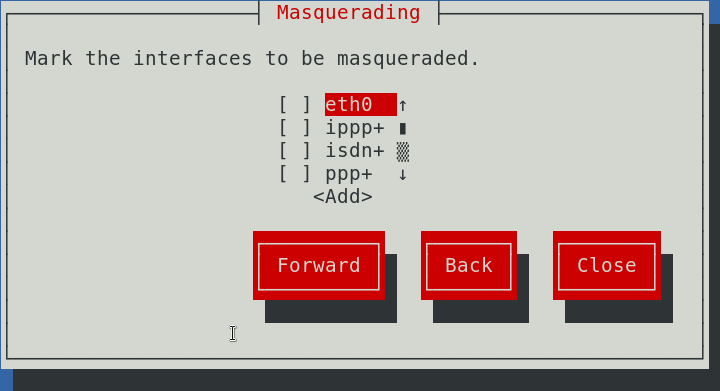 Masquerading
Mark the interfaces to be masqueraded.
[ ] eth0 ↑
[ ] ippp+
[ ] isdn+
[ ] ppp+ ↓
<Add>
Forward Back Close